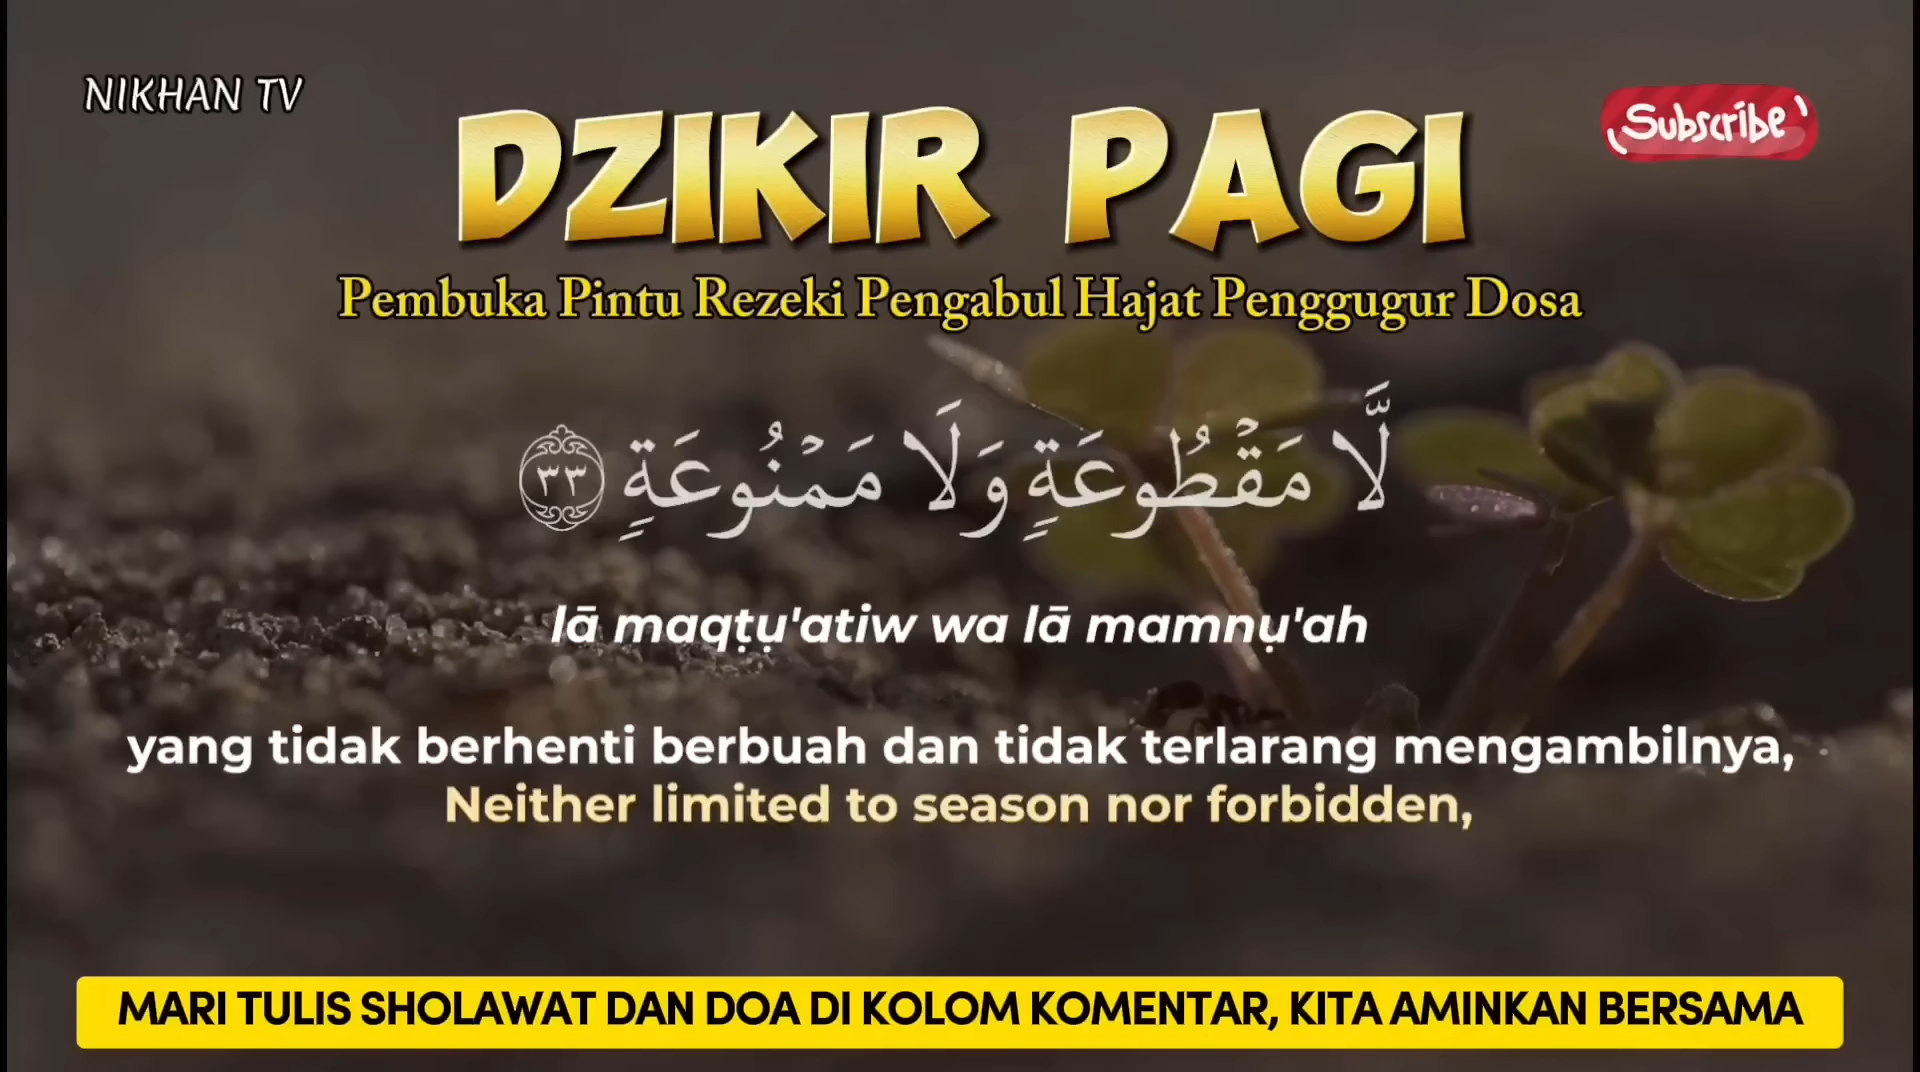 NIKHAN TV
Subscribe
DZIKIR PAGI
Pembuka Pintu Rezeki Pengabul Hajat Penggugur Dosa
لَّا مَقْطُوعَةٍ وَلَا مَمْنُوعَةٍ ٣٣
lā maqṭụ'atiw wa lā mamnụ'ah
yang tidak berhenti berbuah dan tidak terlarang mengambilnya,
Neither limited to season nor forbidden,
MARI TULIS SHOLAWAT DAN DOA DI KOLOM KOMENTAR, KITA AMINKAN BERSAMA